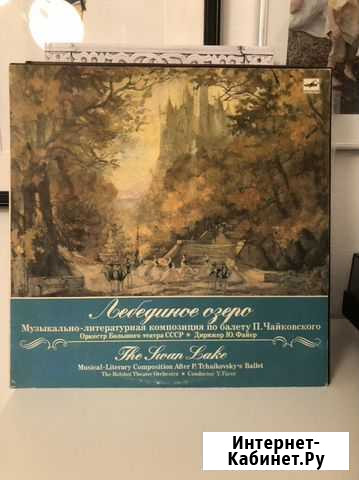 Лебединое озеро
Музыкально-литературная композиция по балету П. Чайковского
Оркестр Большого театра СССР * Дирижер Ю. Файер
The Swan Lake
Musical-Literary Composition After P. Tchaikovsky's Ballet
The Bolshoi Theatre Orchestra * Conductor Y. Fayer
Интернет-
Кабинет.Ру